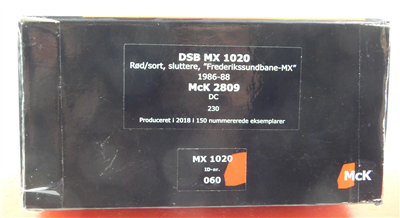 DSB MX 1020
Rød/sort, sluttere, "Frederikssundbane-MX"
1986-88
McK 2809
DC
230
Produceret i 2018 i 150 nummererede eksemplarer
MX 1020
ID-nr.
060
McK